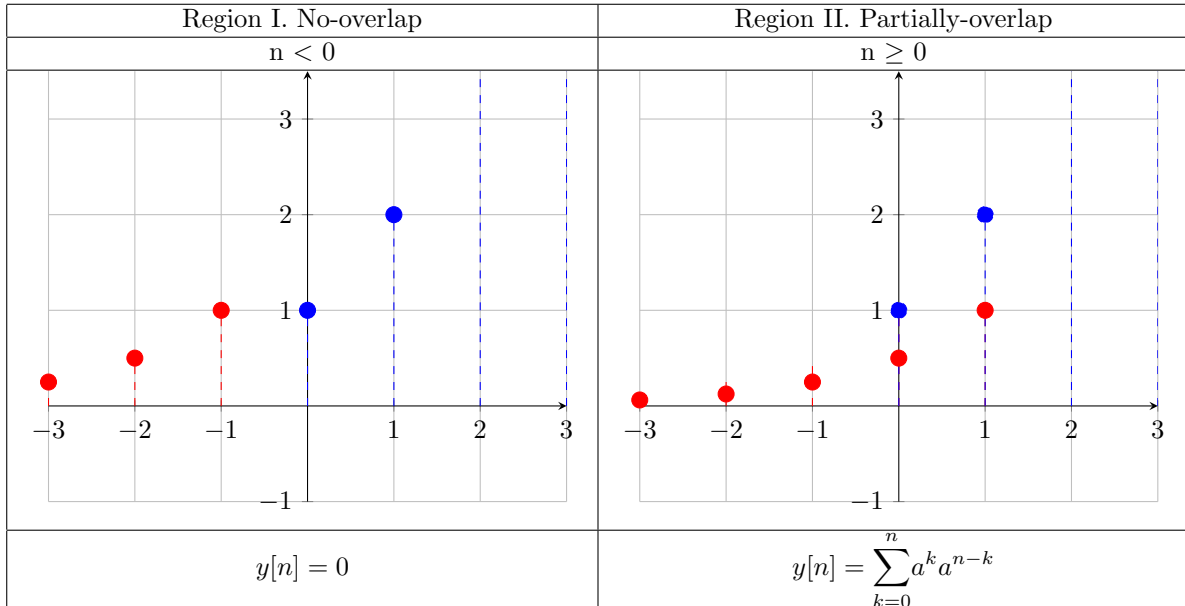 Region I. No-overlap
Region II. Partially-overlap
n < 0
n ≥ 0
3
2
1
−3 −2 −1 1 2 3
−1
3
2
1
−3 −2 −1 1 2 3
−1
y[n] = 0
y[n] = \sum_{k=0}^{n} a^k a^{n-k}